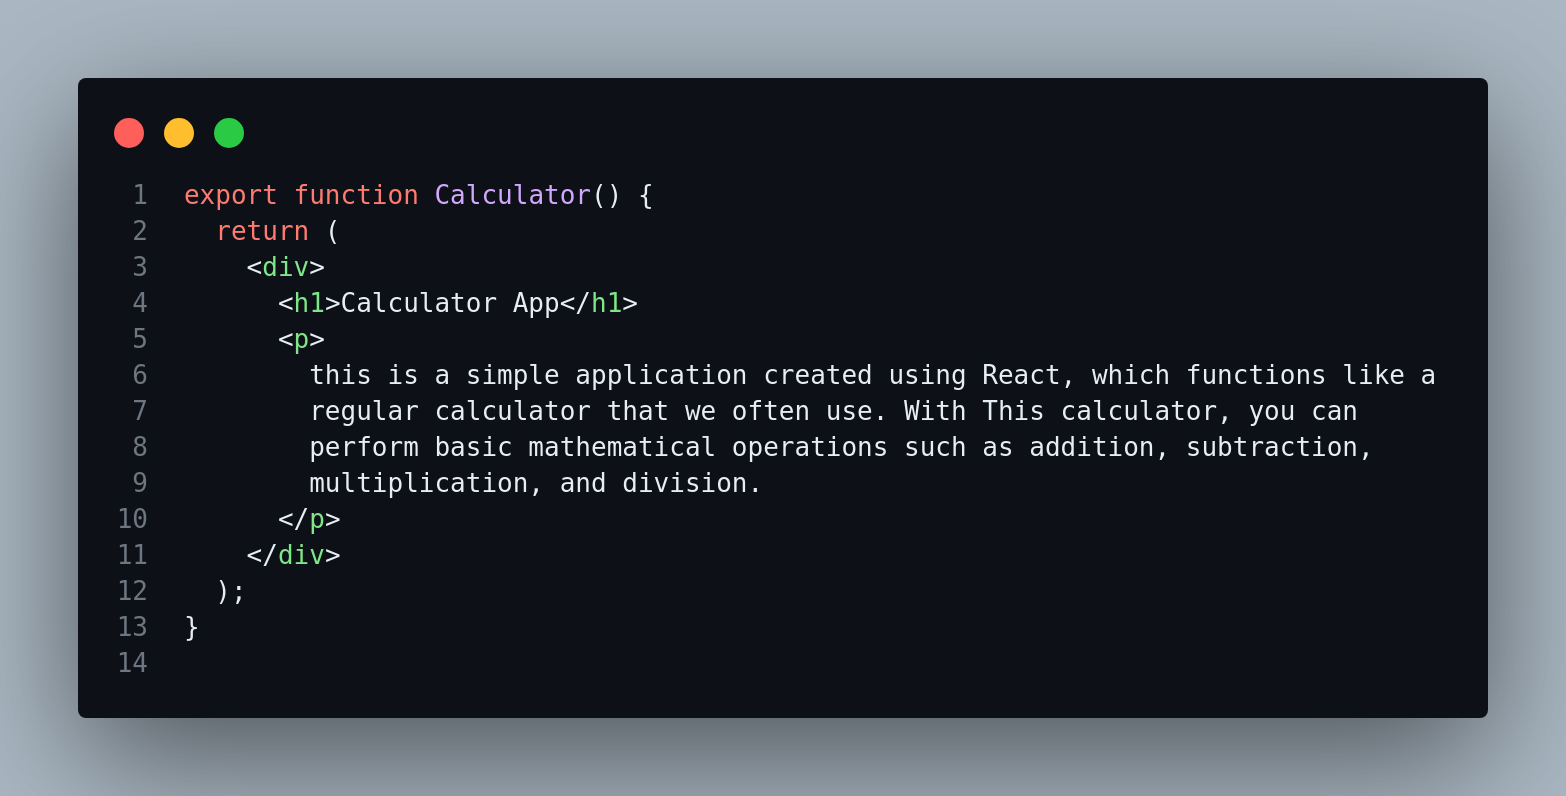 1 export function Calculator() {
2   return (
3     <div>
4       <h1>Calculator App</h1>
5       <p>
6         this is a simple application created using React, which functions like a
7         regular calculator that we often use. With This calculator, you can
8         perform basic mathematical operations such as addition, subtraction,
9         multiplication, and division.
10       </p>
11     </div>
12   );
13 }
14